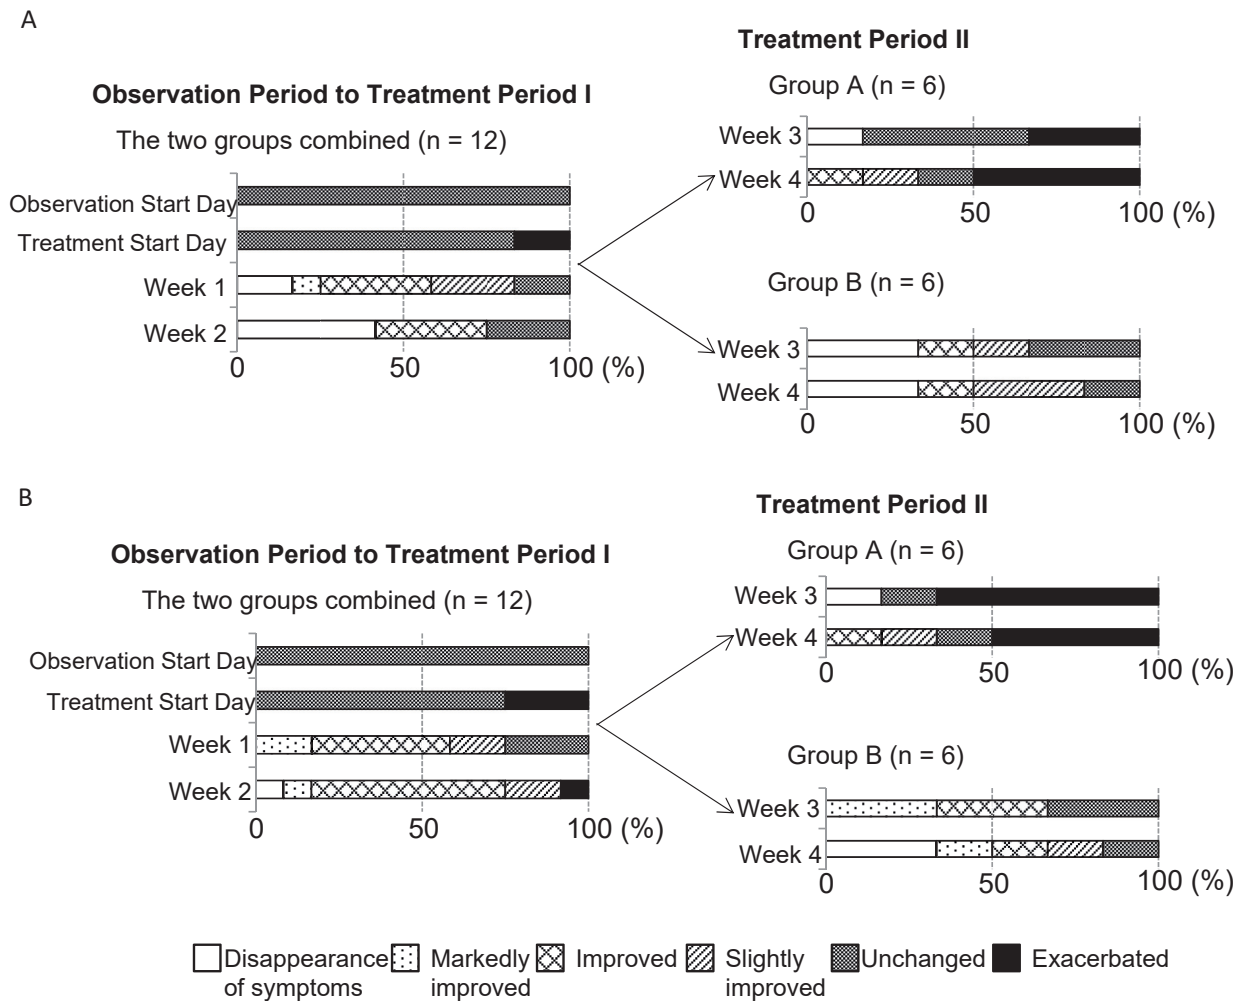 A
Treatment Period II
Observation Period to Treatment Period I
Group A (n = 6)
The two groups combined (n = 12)
Week 3
Week 4
0 50 100 (%)
Observation Start Day
Treatment Start Day
Week 1
Week 2
0 50 100 (%)
Group B (n = 6)
Week 3
Week 4
0 50 100 (%)
B
Treatment Period II
Observation Period to Treatment Period I
Group A (n = 6)
The two groups combined (n = 12)
Week 3
Week 4
0 50 100 (%)
Observation Start Day
Treatment Start Day
Week 1
Week 2
0 50 100 (%)
Group B (n = 6)
Week 3
Week 4
0 50 100 (%)
Disappearance of symptoms
Markedly improved
Improved
Slightly improved
Unchanged
Exacerbated